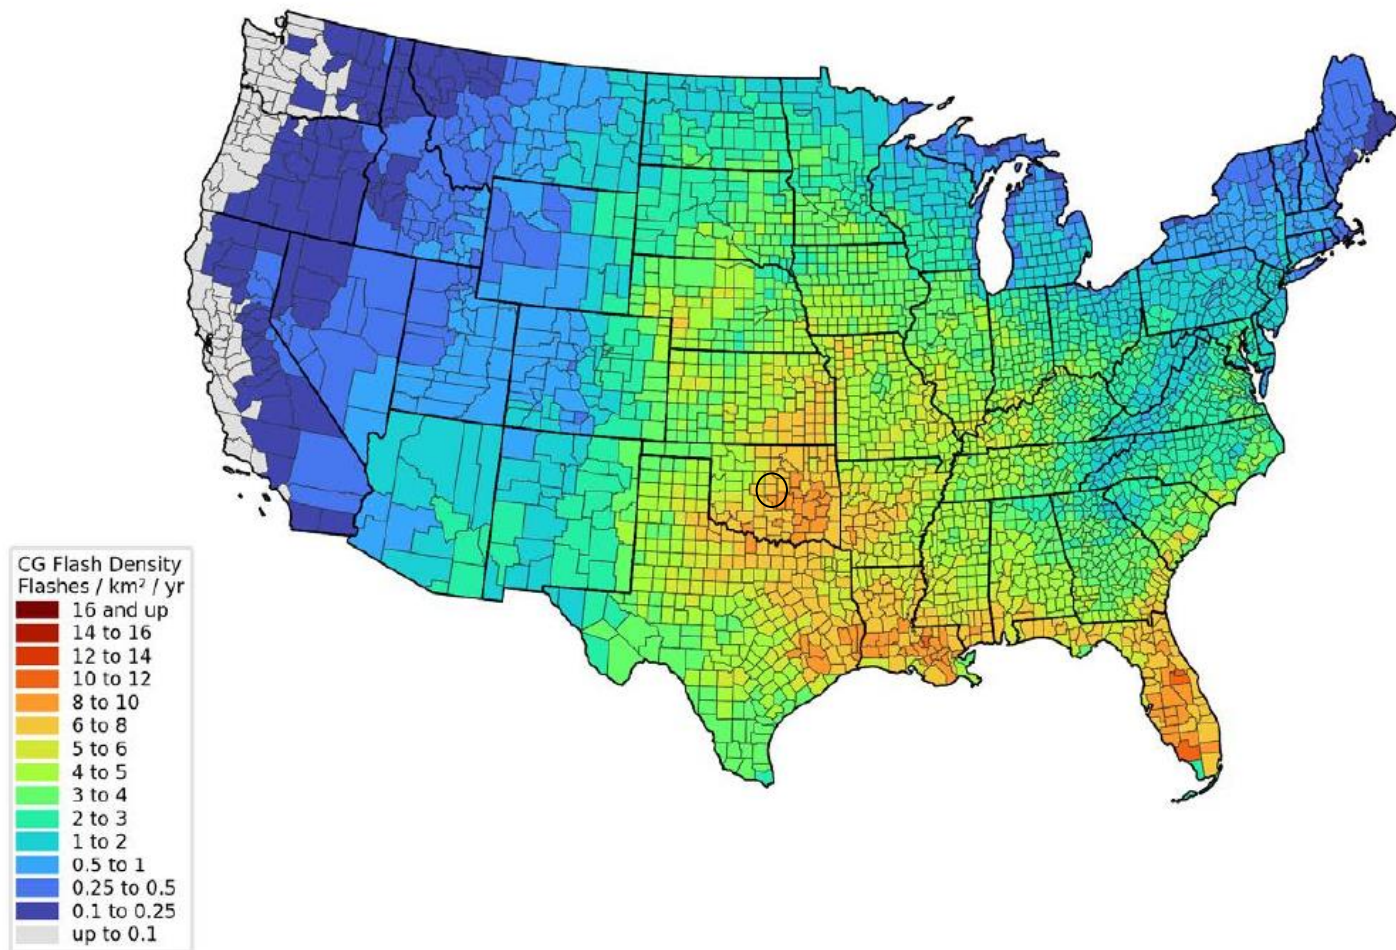 CG Flash Density
Flashes / km² / yr
16 and up
14 to 16
12 to 14
10 to 12
8 to 10
6 to 8
5 to 6
4 to 5
3 to 4
2 to 3
1 to 2
0.5 to 1
0.25 to 0.5
0.1 to 0.25
up to 0.1